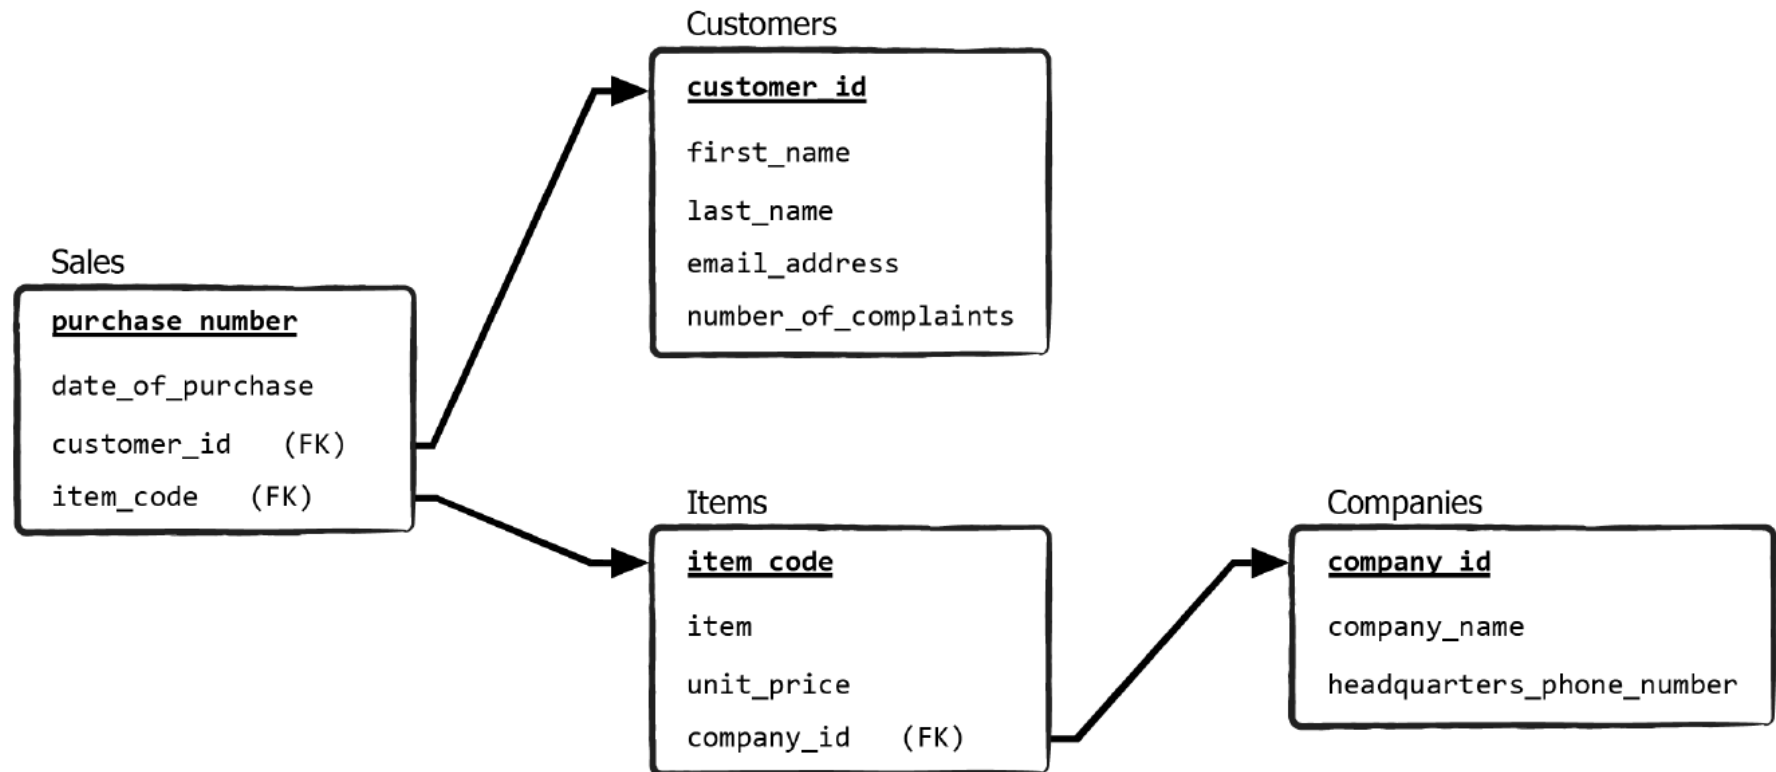 Customers
customer_id
first_name
last_name
email_address
number_of_complaints
Sales
purchase_number
date_of_purchase
customer_id (FK)
item_code (FK)
Items
item_code
item
unit_price
company_id (FK)
Companies
company_id
company_name
headquarters_phone_number